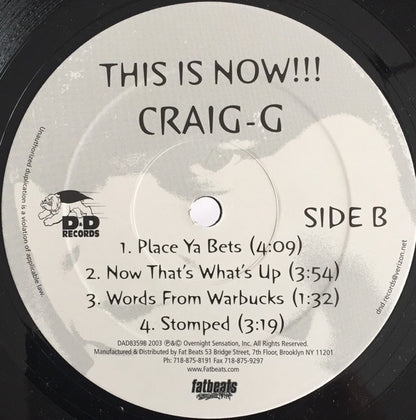 THIS IS NOW!!!
CRAIG-G
Unauthorized duplication is a violation of applicable law.
D&D
RECORDS
SIDE B
dnd.records@verizon.net
1. Place Ya Bets (4:09)
2. Now That's What's Up (3:54)
3. Words From Warbucks (1:32)
4. Stomped (3:19)
DAD8359B 2003 ℗&© Overnight Sensation, Inc. All Rights Reserved.
Manufactured & Distributed by Fat Beats 53 Bridge Street, 7th Floor, Brooklyn NY 11201.
Ph: 718-875-8191 Fax 718-875-9297
www.Fatbeats.com
fatbeats